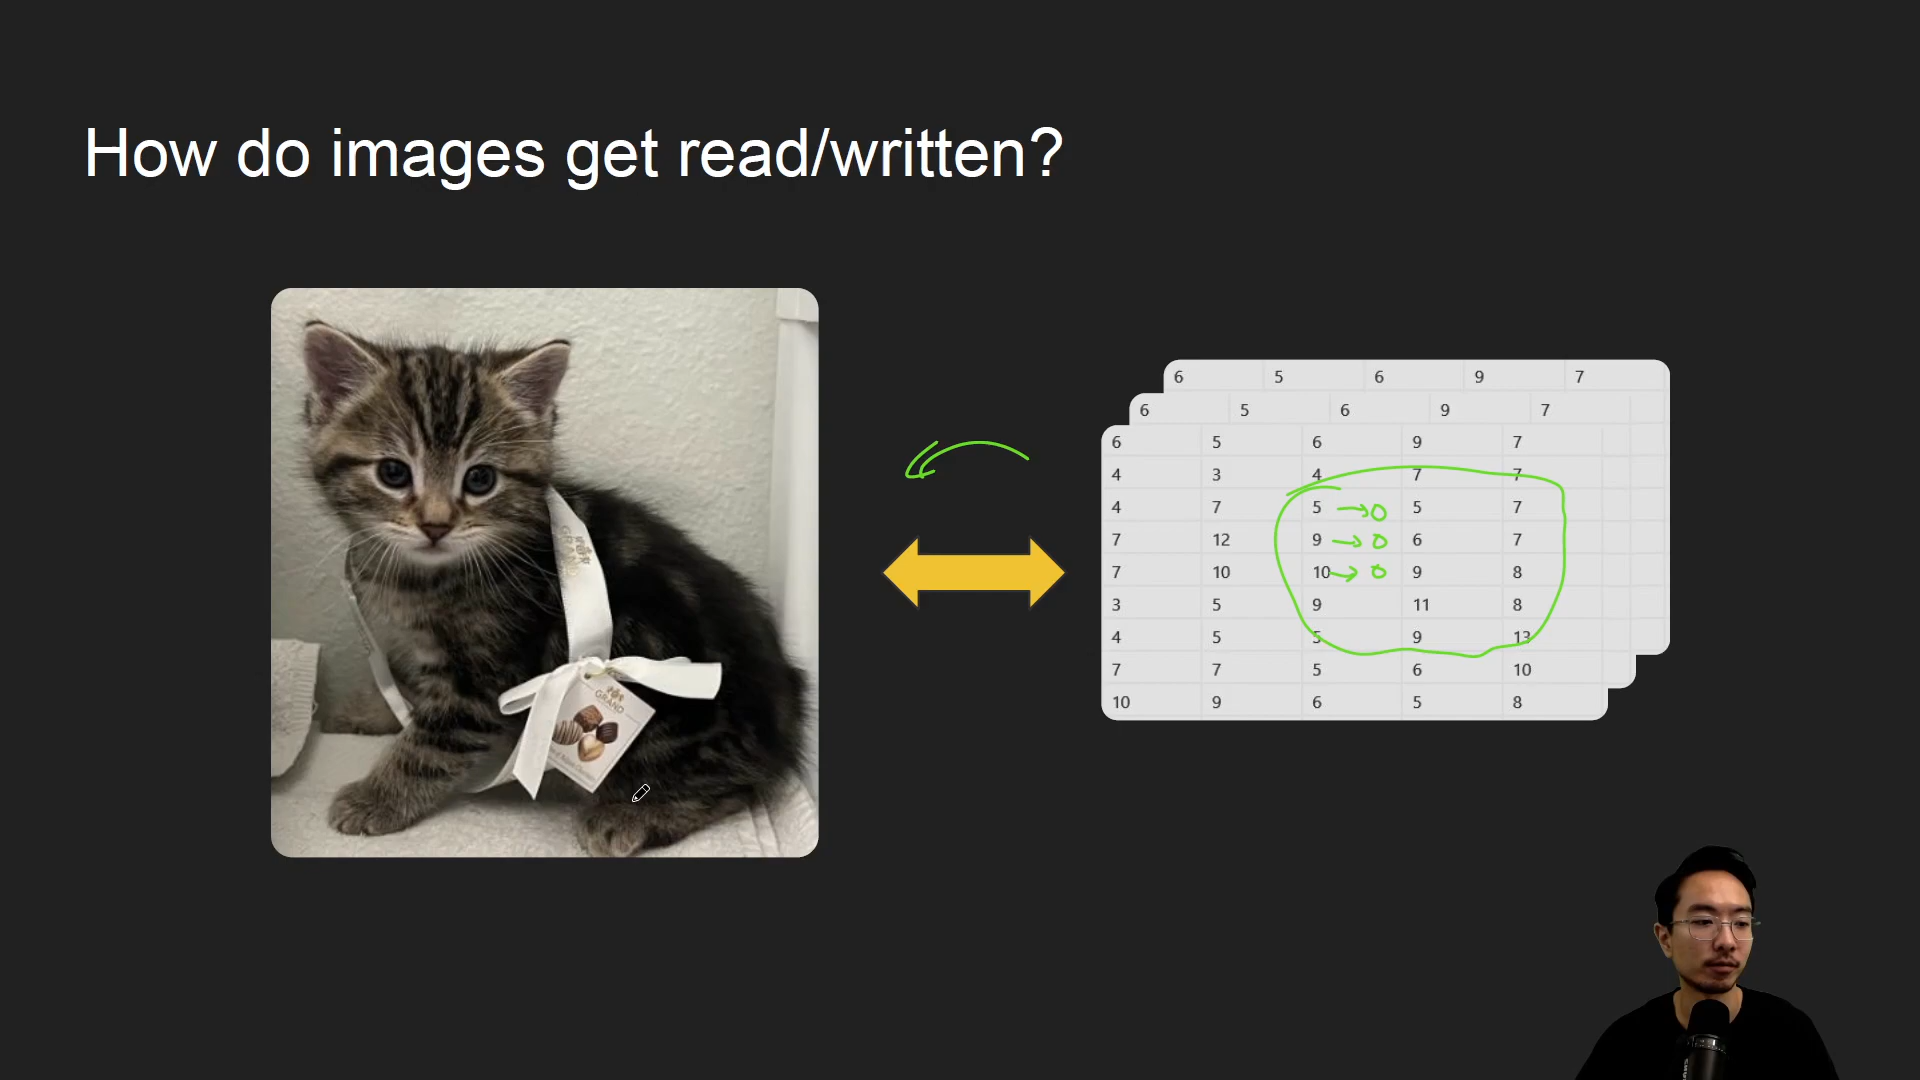 How do images get read/written?
GRAND
GRAND
6 5 6 9 7
6 5 6 9 7
6 5 6 9 7
4 3 4 7 7
4 7 5 → 0 5 7
7 12 9 → 0 6 7
7 10 10 → 0 9 8
3 5 9 11 8
4 5 5 9 13
7 7 5 6 10
10 9 6 5 8